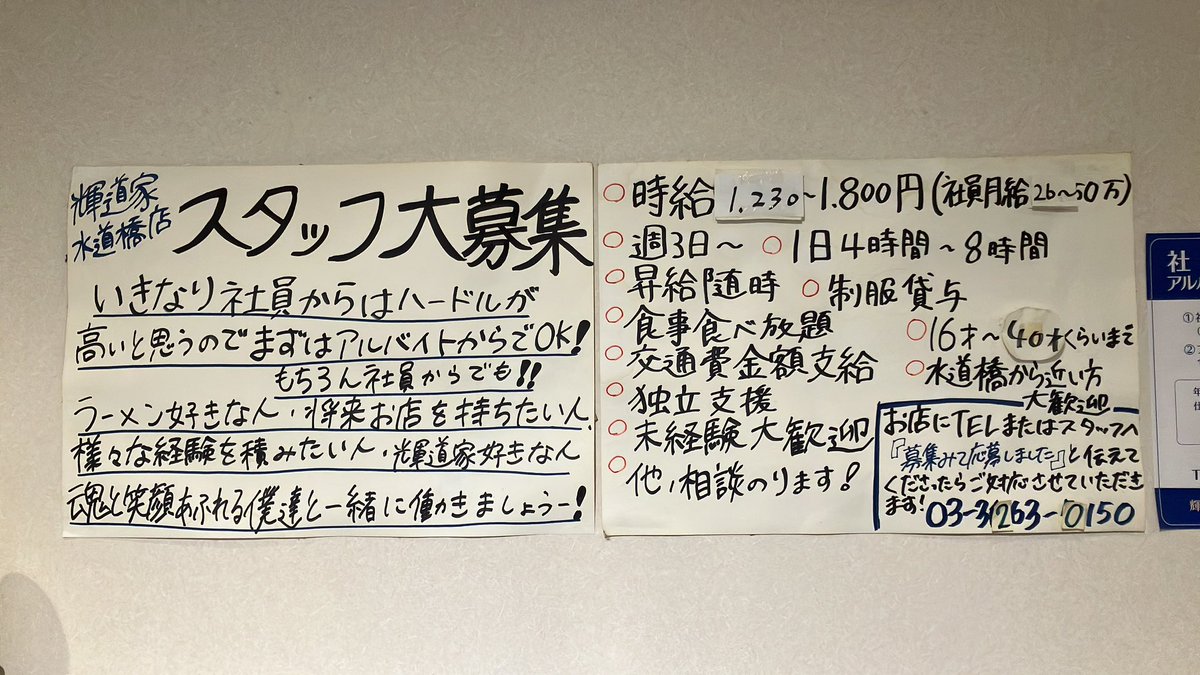 輝道家
水道橋店
スタッフ大募集
いきなり社員からはハードルが
高いと思うのでまずはアルバイトからでOK!
もちろん社員からでも!!
ラーメン好きな人、将来お店を持ちたい人、
様々な経験を積みたい人、輝道家好きな人
魂と笑顔あふれる僕達と一緒に働きましょうー!
○時給1.230~1.800円(社員月給26~50万)
○週3日~ ○1日4時間~8時間
○昇給随時 ○制服貸与
○食事食べ放題 ○16才~40才くらいまで
○交通費金額支給 ○水道橋から近い方
大歓迎
○独立支援
○未経験大歓迎
○他、相談のります!
お店にTELまたはスタッフへ
『募集みて応募しました』と伝えて
くださったらご対応させていただき
ます! 03-3263-0150
社
アル